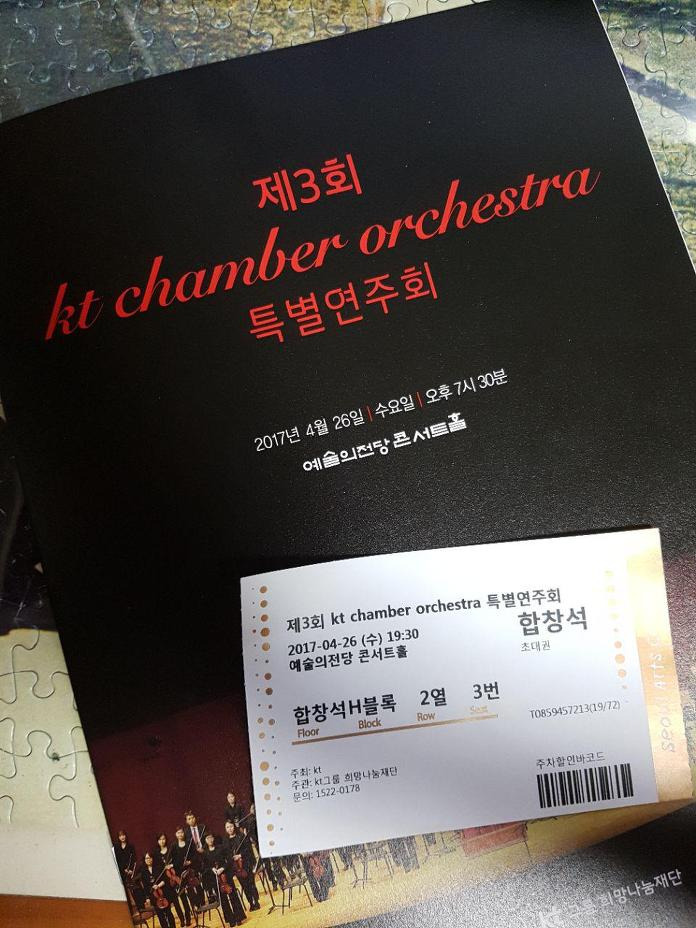 제3회
kt chamber orchestra
특별연주회
2017년 4월 26일 | 수요일 | 오후 7시 30분
예술의전당 콘서트홀
제3회 kt chamber orchestra 특별연주회
2017-04-26 (수) 19:30
예술의전당 콘서트홀
합창석
초대권
합창석H블록 2열 3번
Floor Block Row Seat
T0859457213(19/72)
주최: kt
주관: kt그룹 희망나눔재단
문의: 1522-0178
주차할인바코드
Seoul Arts
kt그룹 희망나눔재단